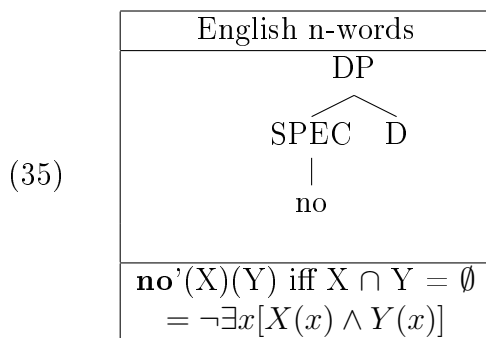 English n-words
DP
SPEC D
(35)
no
no'(X)(Y) iff X ∩ Y = ∅
= ¬∃x[X(x) ∧ Y(x)]